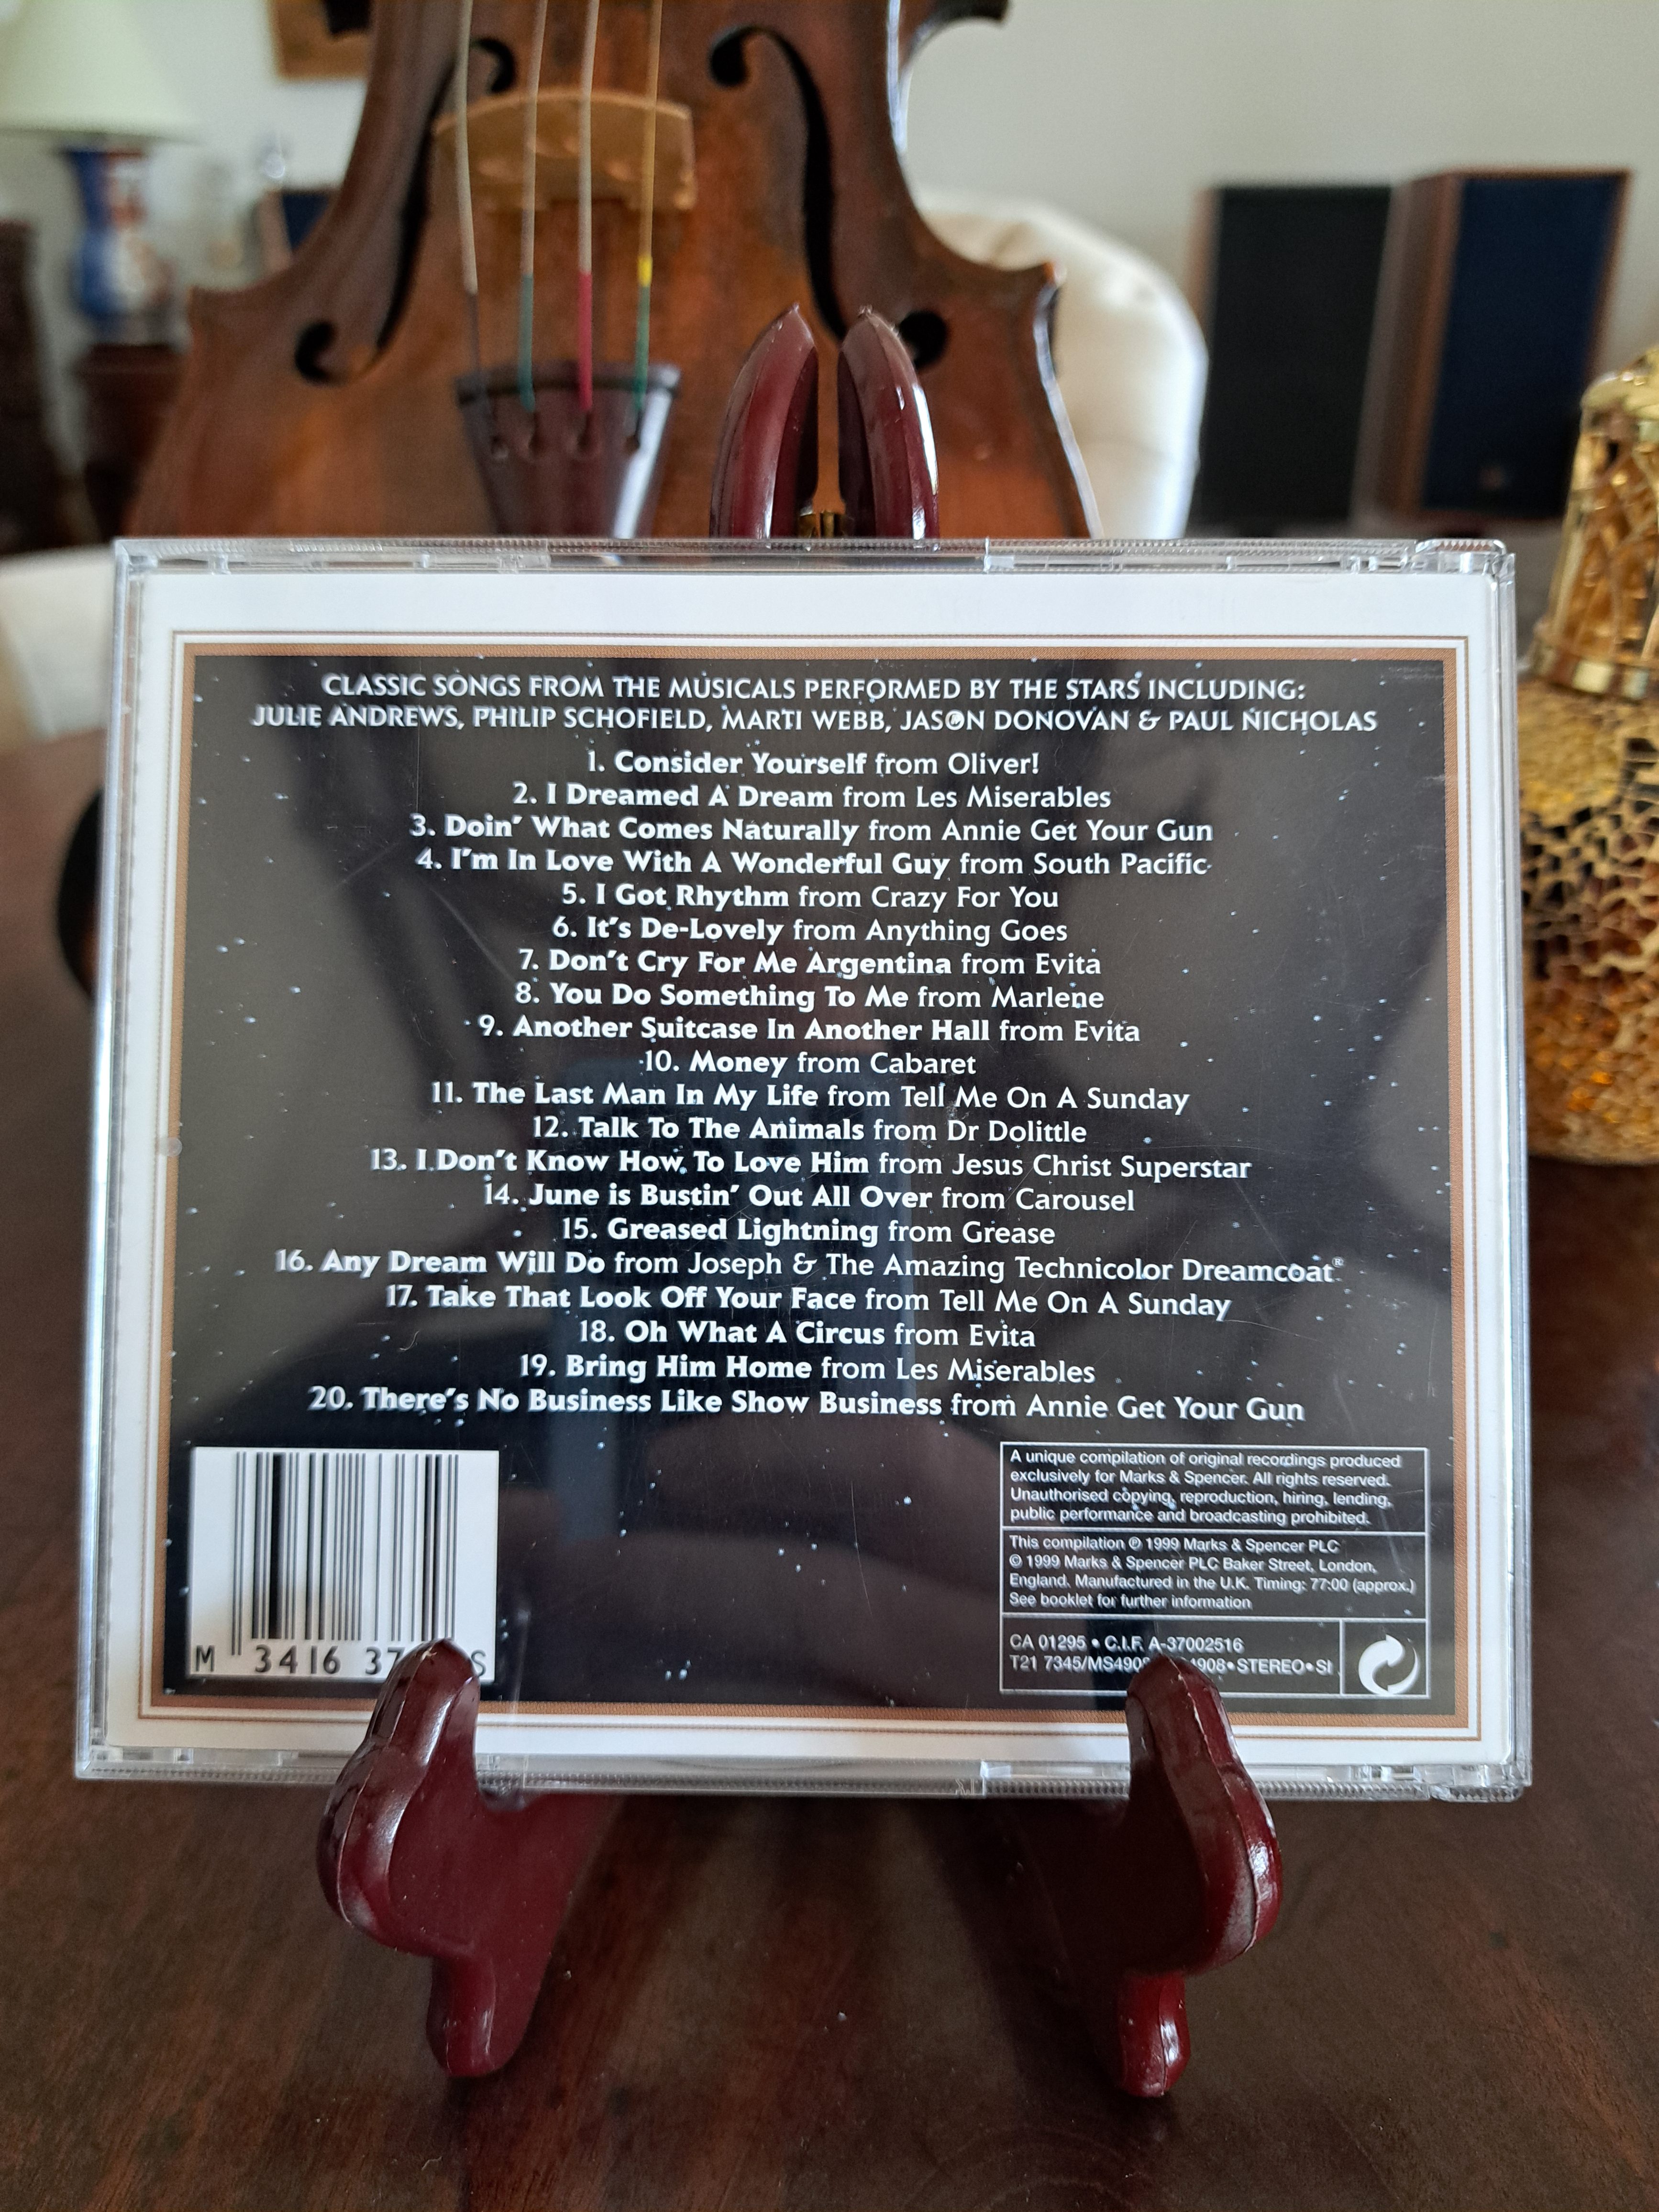 CLASSIC SONGS FROM THE MUSICALS PERFORMED BY THE STARS INCLUDING:
JULIE ANDREWS, PHILIP SCHOFIELD, MARTI WEBB, JASON DONOVAN & PAUL NICHOLAS
1. Consider Yourself from Oliver!
2. I Dreamed A Dream from Les Miserables
3. Doin' What Comes Naturally from Annie Get Your Gun
4. I'm In Love With A Wonderful Guy from South Pacific
5. I Got Rhythm from Crazy For You
6. It's De-Lovely from Anything Goes
7. Don't Cry For Me Argentina from Evita
8. You Do Something To Me from Marlene
9. Another Suitcase In Another Hall from Evita
10. Money from Cabaret
11. The Last Man In My Life from Tell Me On A Sunday
12. Talk To The Animals from Dr Dolittle
13. I Don't Know How To Love Him from Jesus Christ Superstar
14. June is Bustin' Out All Over from Carousel
15. Greased Lightning from Grease
16. Any Dream Will Do from Joseph & The Amazing Technicolor Dreamcoat®
17. Take That Look Off Your Face from Tell Me On A Sunday
18. Oh What A Circus from Evita
19. Bring Him Home from Les Miserables
20. There's No Business Like Show Business from Annie Get Your Gun
M 3416 37 S
A unique compilation of original recordings produced
exclusively for Marks & Spencer. All rights reserved.
Unauthorised copying, reproduction, hiring, lending,
public performance and broadcasting prohibited.
This compilation ℗ 1999 Marks & Spencer PLC
© 1999 Marks & Spencer PLC Baker Street, London,
England. Manufactured in the U.K. Timing: 77:00 (approx.)
See booklet for further information
CA 01295 • C.I.F. A-37002516
T21 7345/MS490 4908 • STEREO • SI